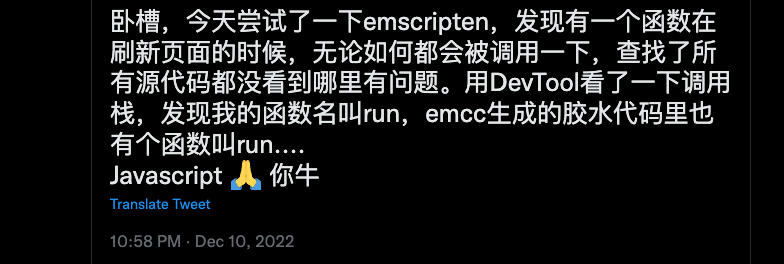 卧槽，今天尝试了一下emscripten，发现有一个函数在
刷新页面的时候，无论如何都会被调用一下，查找了所
有源代码都没看到哪里有问题。用DevTool看了一下调用
栈，发现我的函数名叫run，emcc生成的胶水代码里也
有个函数叫run....
Javascript 🙏 你牛
Translate Tweet
10:58 PM · Dec 10, 2022